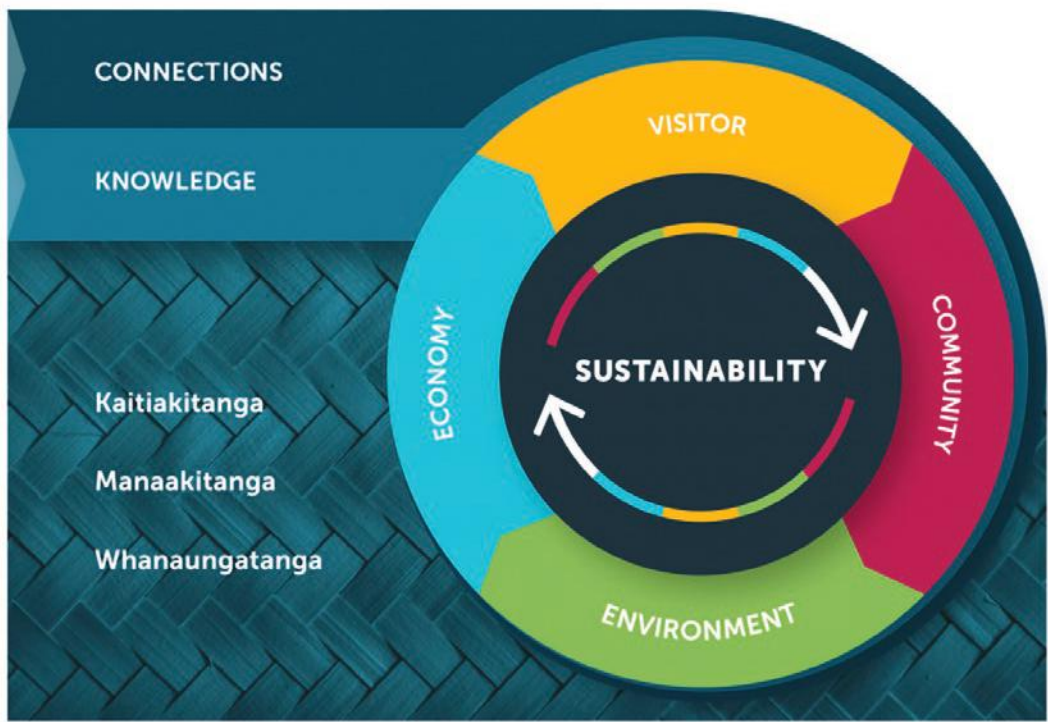 CONNECTIONS
KNOWLEDGE
Kaitiakitanga
Manaakitanga
Whanaungatanga
VISITOR
COMMUNITY
ENVIRONMENT
ECONOMY
SUSTAINABILITY